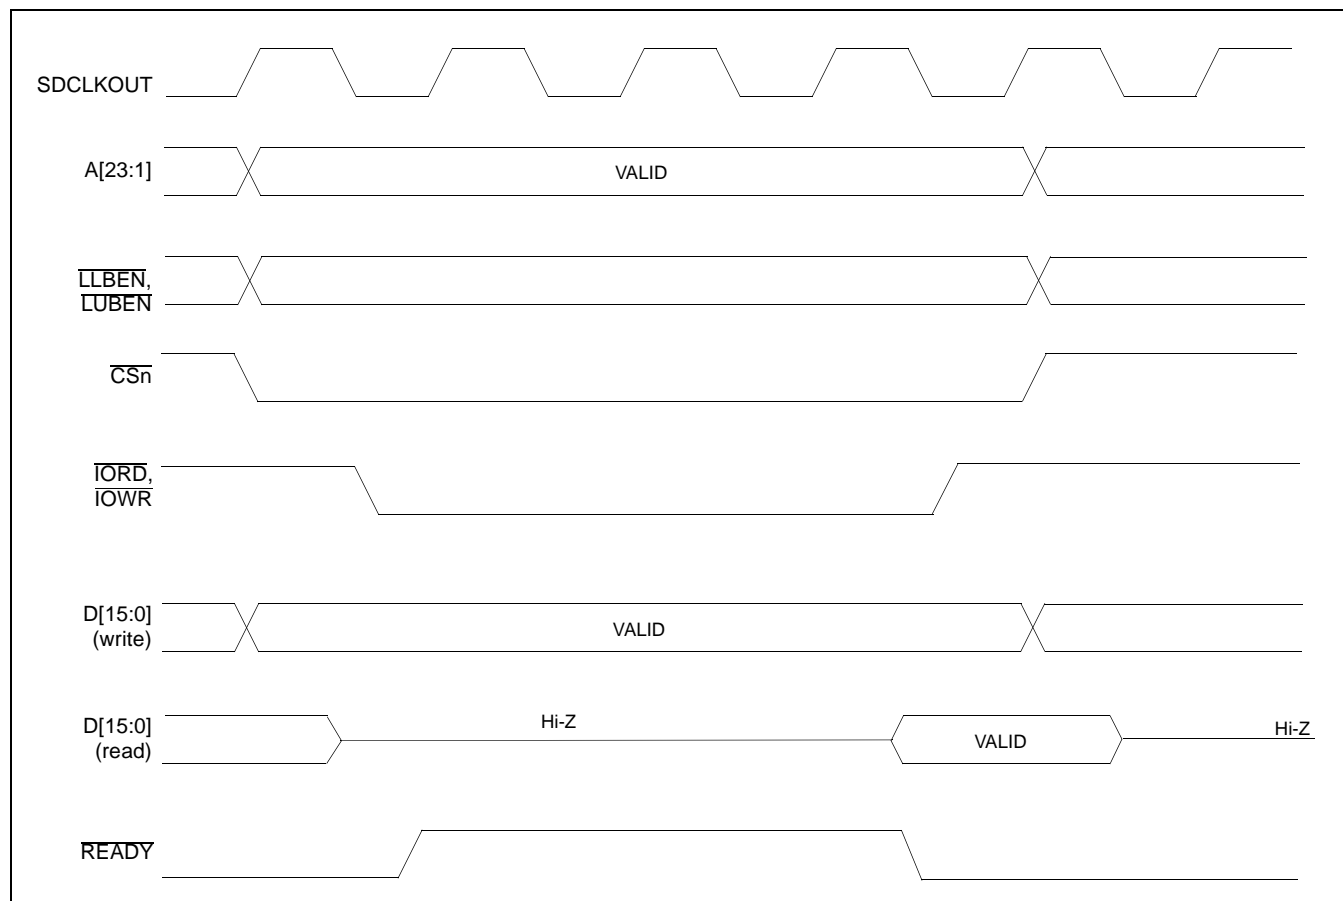 SDCLKOUT
A[23:1]
VALID
LLBEN,
LUBEN
CSn
IORD,
IOWR
D[15:0]
(write)
VALID
D[15:0]
(read)
Hi-Z
VALID
Hi-Z
READY